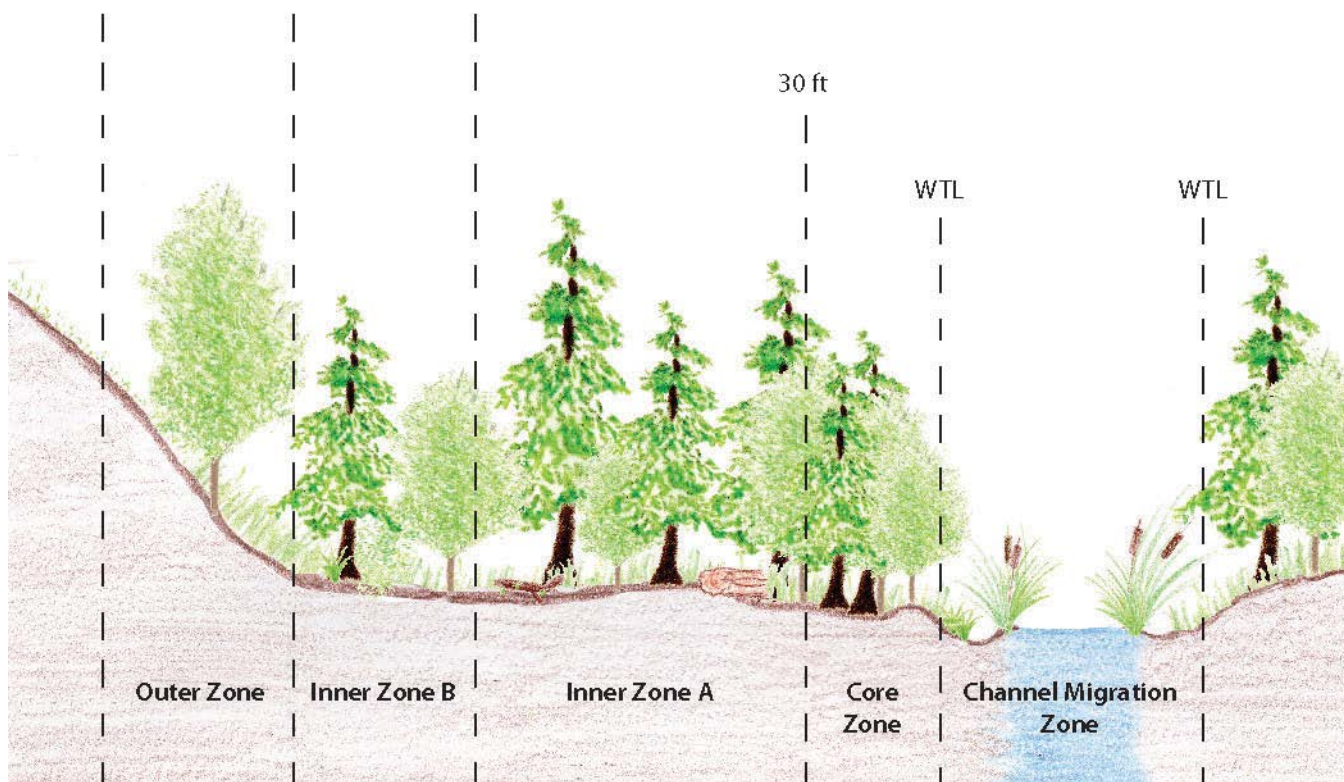 30 ft
WTL
WTL
Outer Zone
Inner Zone B
Inner Zone A
Core
Zone
Channel Migration
Zone